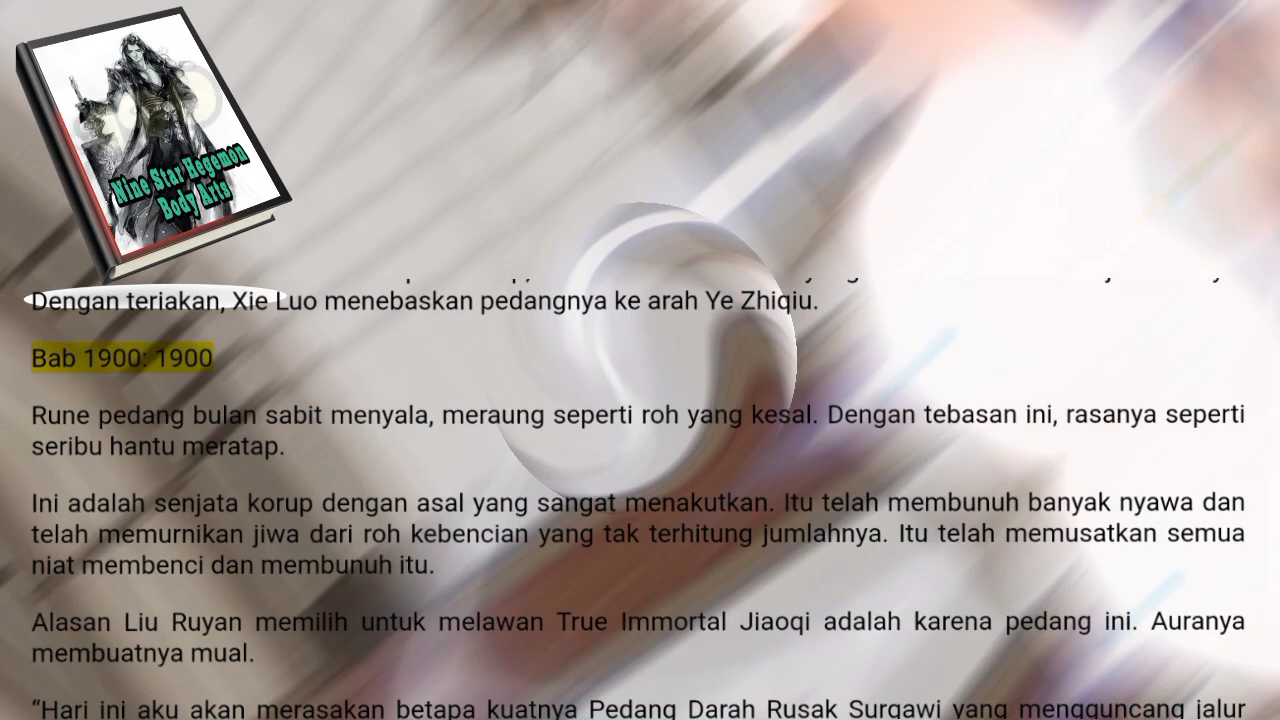 Nine Star Hegemon
Body Arts
Dengan teriakan, Xie Luo menebaskan pedangnya ke arah Ye Zhiqiu.
Bab 1900: 1900
Rune pedang bulan sabit menyala, meraung seperti roh yang kesal. Dengan tebasan ini, rasanya seperti
seribu hantu meratap.
Ini adalah senjata korup dengan asal yang sangat menakutkan. Itu telah membunuh banyak nyawa dan
telah memurnikan jiwa dari roh kebencian yang tak terhitung jumlahnya. Itu telah memusatkan semua
niat membenci dan membunuh itu.
Alasan Liu Ruyan memilih untuk melawan True Immortal Jiaoqi adalah karena pedang ini. Auranya
membuatnya mual.
“Hari ini aku akan merasakan betapa kuatnya Pedang Darah Rusak Surgawi yang mengguncang jalur